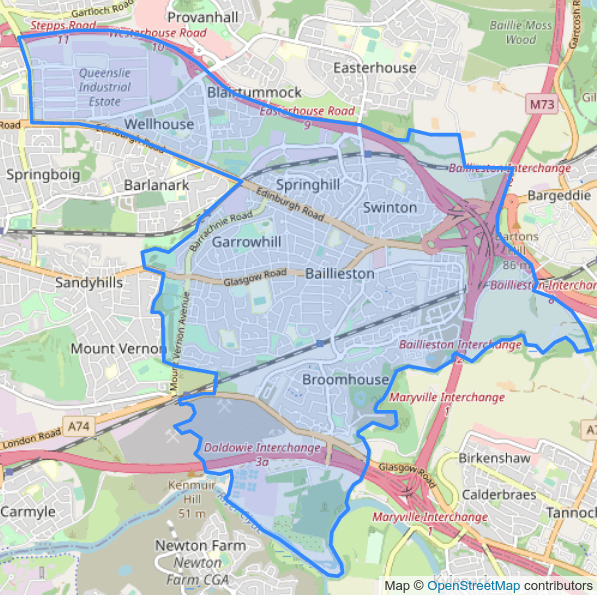 Gartloch Road
Provanhall
Stepps Road
11
Westerhouse Road
10
Baillie Moss
Wood
Gartcosh Road
Easterhouse
Queenslie
Industrial
Estate
Blairtummock
M73
Easterhouse Road
9
Wellhouse
Road
Edinburgh Road
Baillieston Interchange
2
Springboig
Barlanark
Springhill
Bargeddie
Edinburgh Road
Swinton
Barrachnie Road
Garrowhill
Bartons
Hill
86 m
Sandyhills
Glasgow Road
Baillieston
Baillieston Interchange
8
Mount Vernon Avenue
Mount Vernon
Baillieston Interchange
2
Broomhouse
Maryville Interchange
1
A74
London Road
Daldowie Interchange
3a
Glasgow Road
Birkenshaw
Kenmuir
Hill
51 m
Calderbraes
Carmyle
River Clyde
Maryville Interchange
1
Tannoch
Newton Farm
Newton
Farm CGA
Map © OpenStreetMap contributors